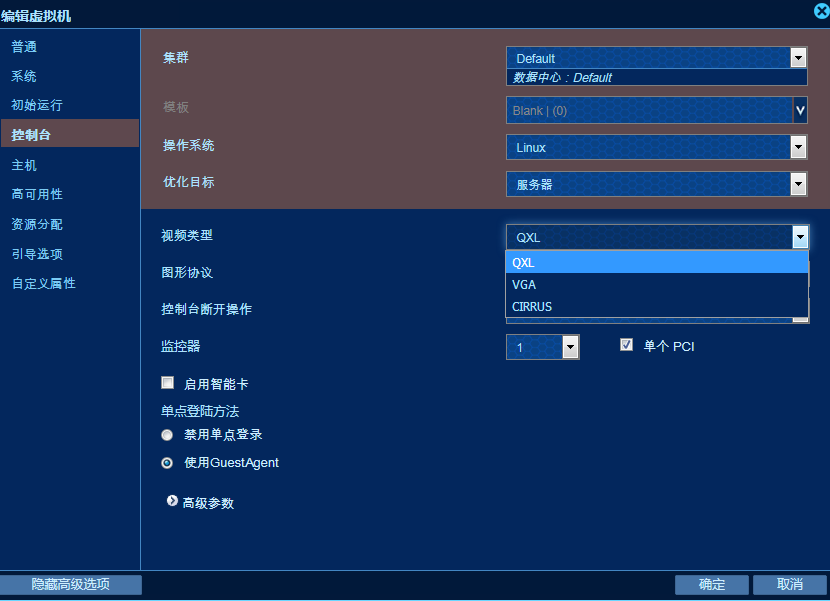 编辑虚拟机
普通
系统
初始运行
控制台
主机
高可用性
资源分配
引导选项
自定义属性
集群
Default
数据中心：Default
模板
Blank | (0)
操作系统
Linux
优化目标
服务器
视频类型
QXL
QXL
VGA
CIRRUS
图形协议
控制台断开操作
监控器
1
单个 PCI
启用智能卡
单点登陆方法
禁用单点登录
使用GuestAgent
高级参数
隐藏高级选项
确定
取消